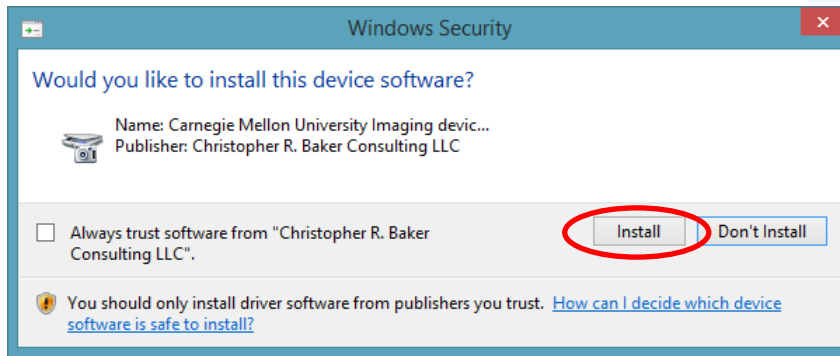 Windows Security
Would you like to install this device software?
Name: Carnegie Mellon University Imaging devic...
Publisher: Christopher R. Baker Consulting LLC
Always trust software from "Christopher R. Baker
Consulting LLC".
Install
Don't Install
You should only install driver software from publishers you trust. How can I decide which device
software is safe to install?